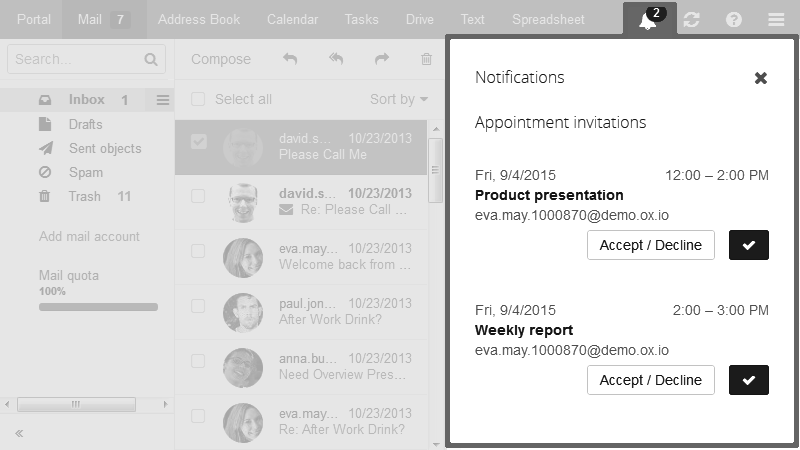 Portal Mail 7 Address Book Calendar Tasks Drive Text Spreadsheet 2
Search...
Compose
Select all Sort by
Inbox 1
Drafts
Sent objects
Spam
Trash 11
Add mail account
Mail quota
100%
david.s... 10/23/2013
Please Call Me
david.s... 10/23/2013
Re: Please Call ...
eva.may... 10/23/2013
Welcome back from ...
paul.jon... 10/23/2013
After Work Drink?
anna.bu... 10/23/2013
Need Overview Pres...
eva.may... 10/23/2013
Re: After Work Drink?
Notifications
Appointment invitations
Fri, 9/4/2015 12:00 – 2:00 PM
Product presentation
eva.may.1000870@demo.ox.io
Accept / Decline
Fri, 9/4/2015 2:00 – 3:00 PM
Weekly report
eva.may.1000870@demo.ox.io
Accept / Decline